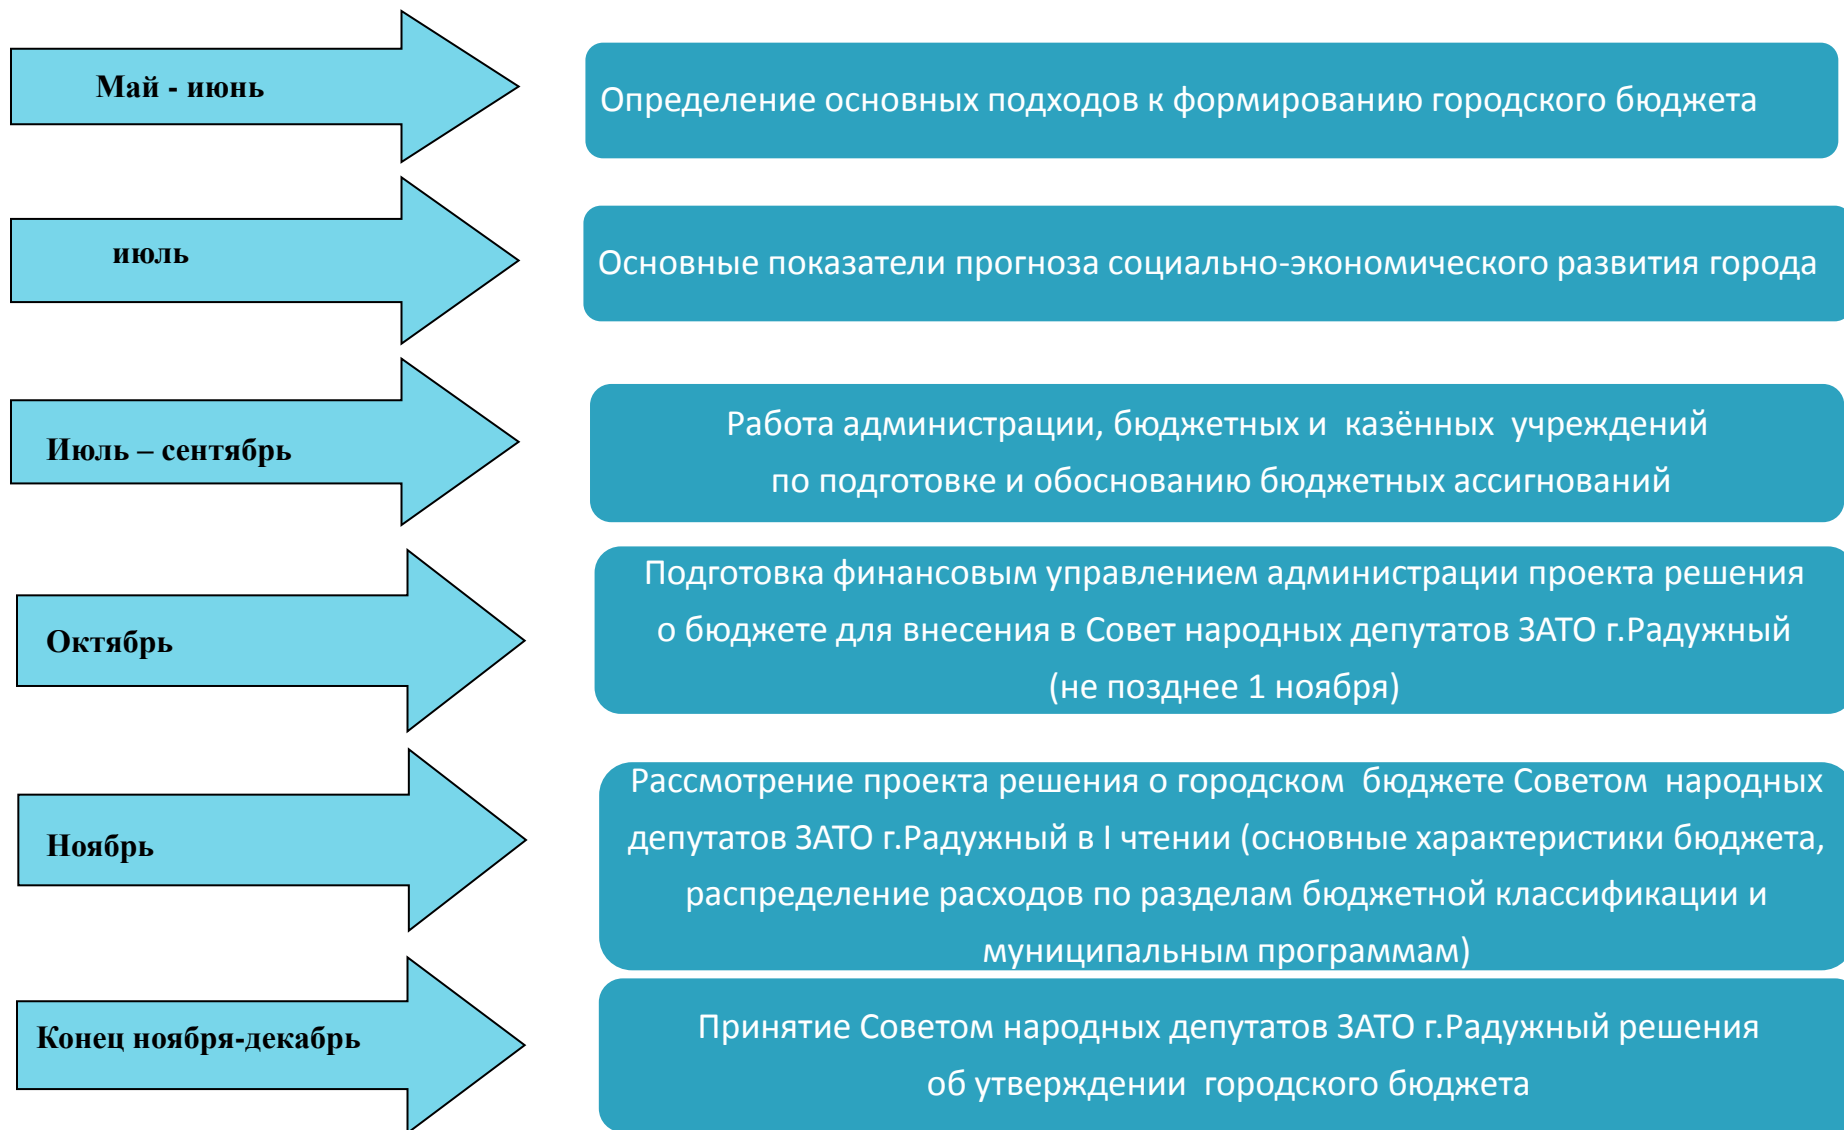 Май - июнь
Определение основных подходов к формированию городского бюджета
июль
Основные показатели прогноза социально-экономического развития города
Июль – сентябрь
Работа администрации, бюджетных и казённых учреждений
по подготовке и обоснованию бюджетных ассигнований
Октябрь
Подготовка финансовым управлением администрации проекта решения
о бюджете для внесения в Совет народных депутатов ЗАТО г.Радужный
(не позднее 1 ноября)
Ноябрь
Рассмотрение проекта решения о городском бюджете Советом народных
депутатов ЗАТО г.Радужный в I чтении (основные характеристики бюджета,
распределение расходов по разделам бюджетной классификации и
муниципальным программам)
Конец ноября-декабрь
Принятие Советом народных депутатов ЗАТО г.Радужный решения
об утверждении городского бюджета